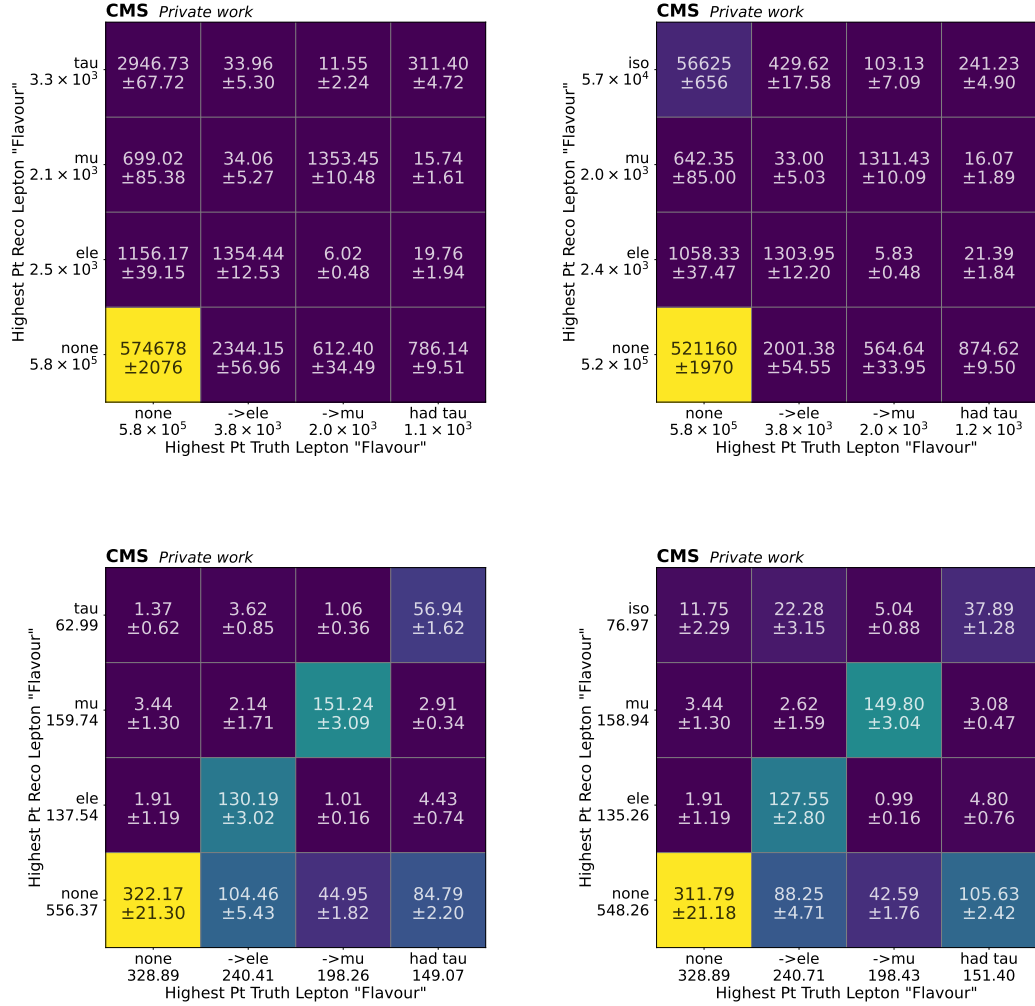 CMS Private work
tau
3.3 × 10³
2946.73 ±67.72
33.96 ±5.30
11.55 ±2.24
311.40 ±4.72
mu
2.1 × 10³
699.02 ±85.38
34.06 ±5.27
1353.45 ±10.48
15.74 ±1.61
ele
2.5 × 10³
1156.17 ±39.15
1354.44 ±12.53
6.02 ±0.48
19.76 ±1.94
none
5.8 × 10⁵
574678 ±2076
2344.15 ±56.96
612.40 ±34.49
786.14 ±9.51
none ->ele ->mu had tau
5.8 × 10⁵ 3.8 × 10³ 2.0 × 10³ 1.1 × 10³
Highest Pt Truth Lepton "Flavour"
Highest Pt Reco Lepton "Flavour"
CMS Private work
iso
5.7 × 10⁴
56625 ±656
429.62 ±17.58
103.13 ±7.09
241.23 ±4.90
mu
2.0 × 10³
642.35 ±85.00
33.00 ±5.03
1311.43 ±10.09
16.07 ±1.89
ele
2.4 × 10³
1058.33 ±37.47
1303.95 ±12.20
5.83 ±0.48
21.39 ±1.84
none
5.2 × 10⁵
521160 ±1970
2001.38 ±54.55
564.64 ±33.95
874.62 ±9.50
none ->ele ->mu had tau
5.8 × 10⁵ 3.8 × 10³ 2.0 × 10³ 1.2 × 10³
Highest Pt Truth Lepton "Flavour"
Highest Pt Reco Lepton "Flavour"
CMS Private work
tau
62.99
1.37 ±0.62
3.62 ±0.85
1.06 ±0.36
56.94 ±1.62
mu
159.74
3.44 ±1.30
2.14 ±1.71
151.24 ±3.09
2.91 ±0.34
ele
137.54
1.91 ±1.19
130.19 ±3.02
1.01 ±0.16
4.43 ±0.74
none
556.37
322.17 ±21.30
104.46 ±5.43
44.95 ±1.82
84.79 ±2.20
none ->ele ->mu had tau
328.89 240.41 198.26 149.07
Highest Pt Truth Lepton "Flavour"
Highest Pt Reco Lepton "Flavour"
CMS Private work
iso
76.97
11.75 ±2.29
22.28 ±3.15
5.04 ±0.88
37.89 ±1.28
mu
158.94
3.44 ±1.30
2.62 ±1.59
149.80 ±3.04
3.08 ±0.47
ele
135.26
1.91 ±1.19
127.55 ±2.80
0.99 ±0.16
4.80 ±0.76
none
548.26
311.79 ±21.18
88.25 ±4.71
42.59 ±1.76
105.63 ±2.42
none ->ele ->mu had tau
328.89 240.71 198.43 151.40
Highest Pt Truth Lepton "Flavour"
Highest Pt Reco Lepton "Flavour"